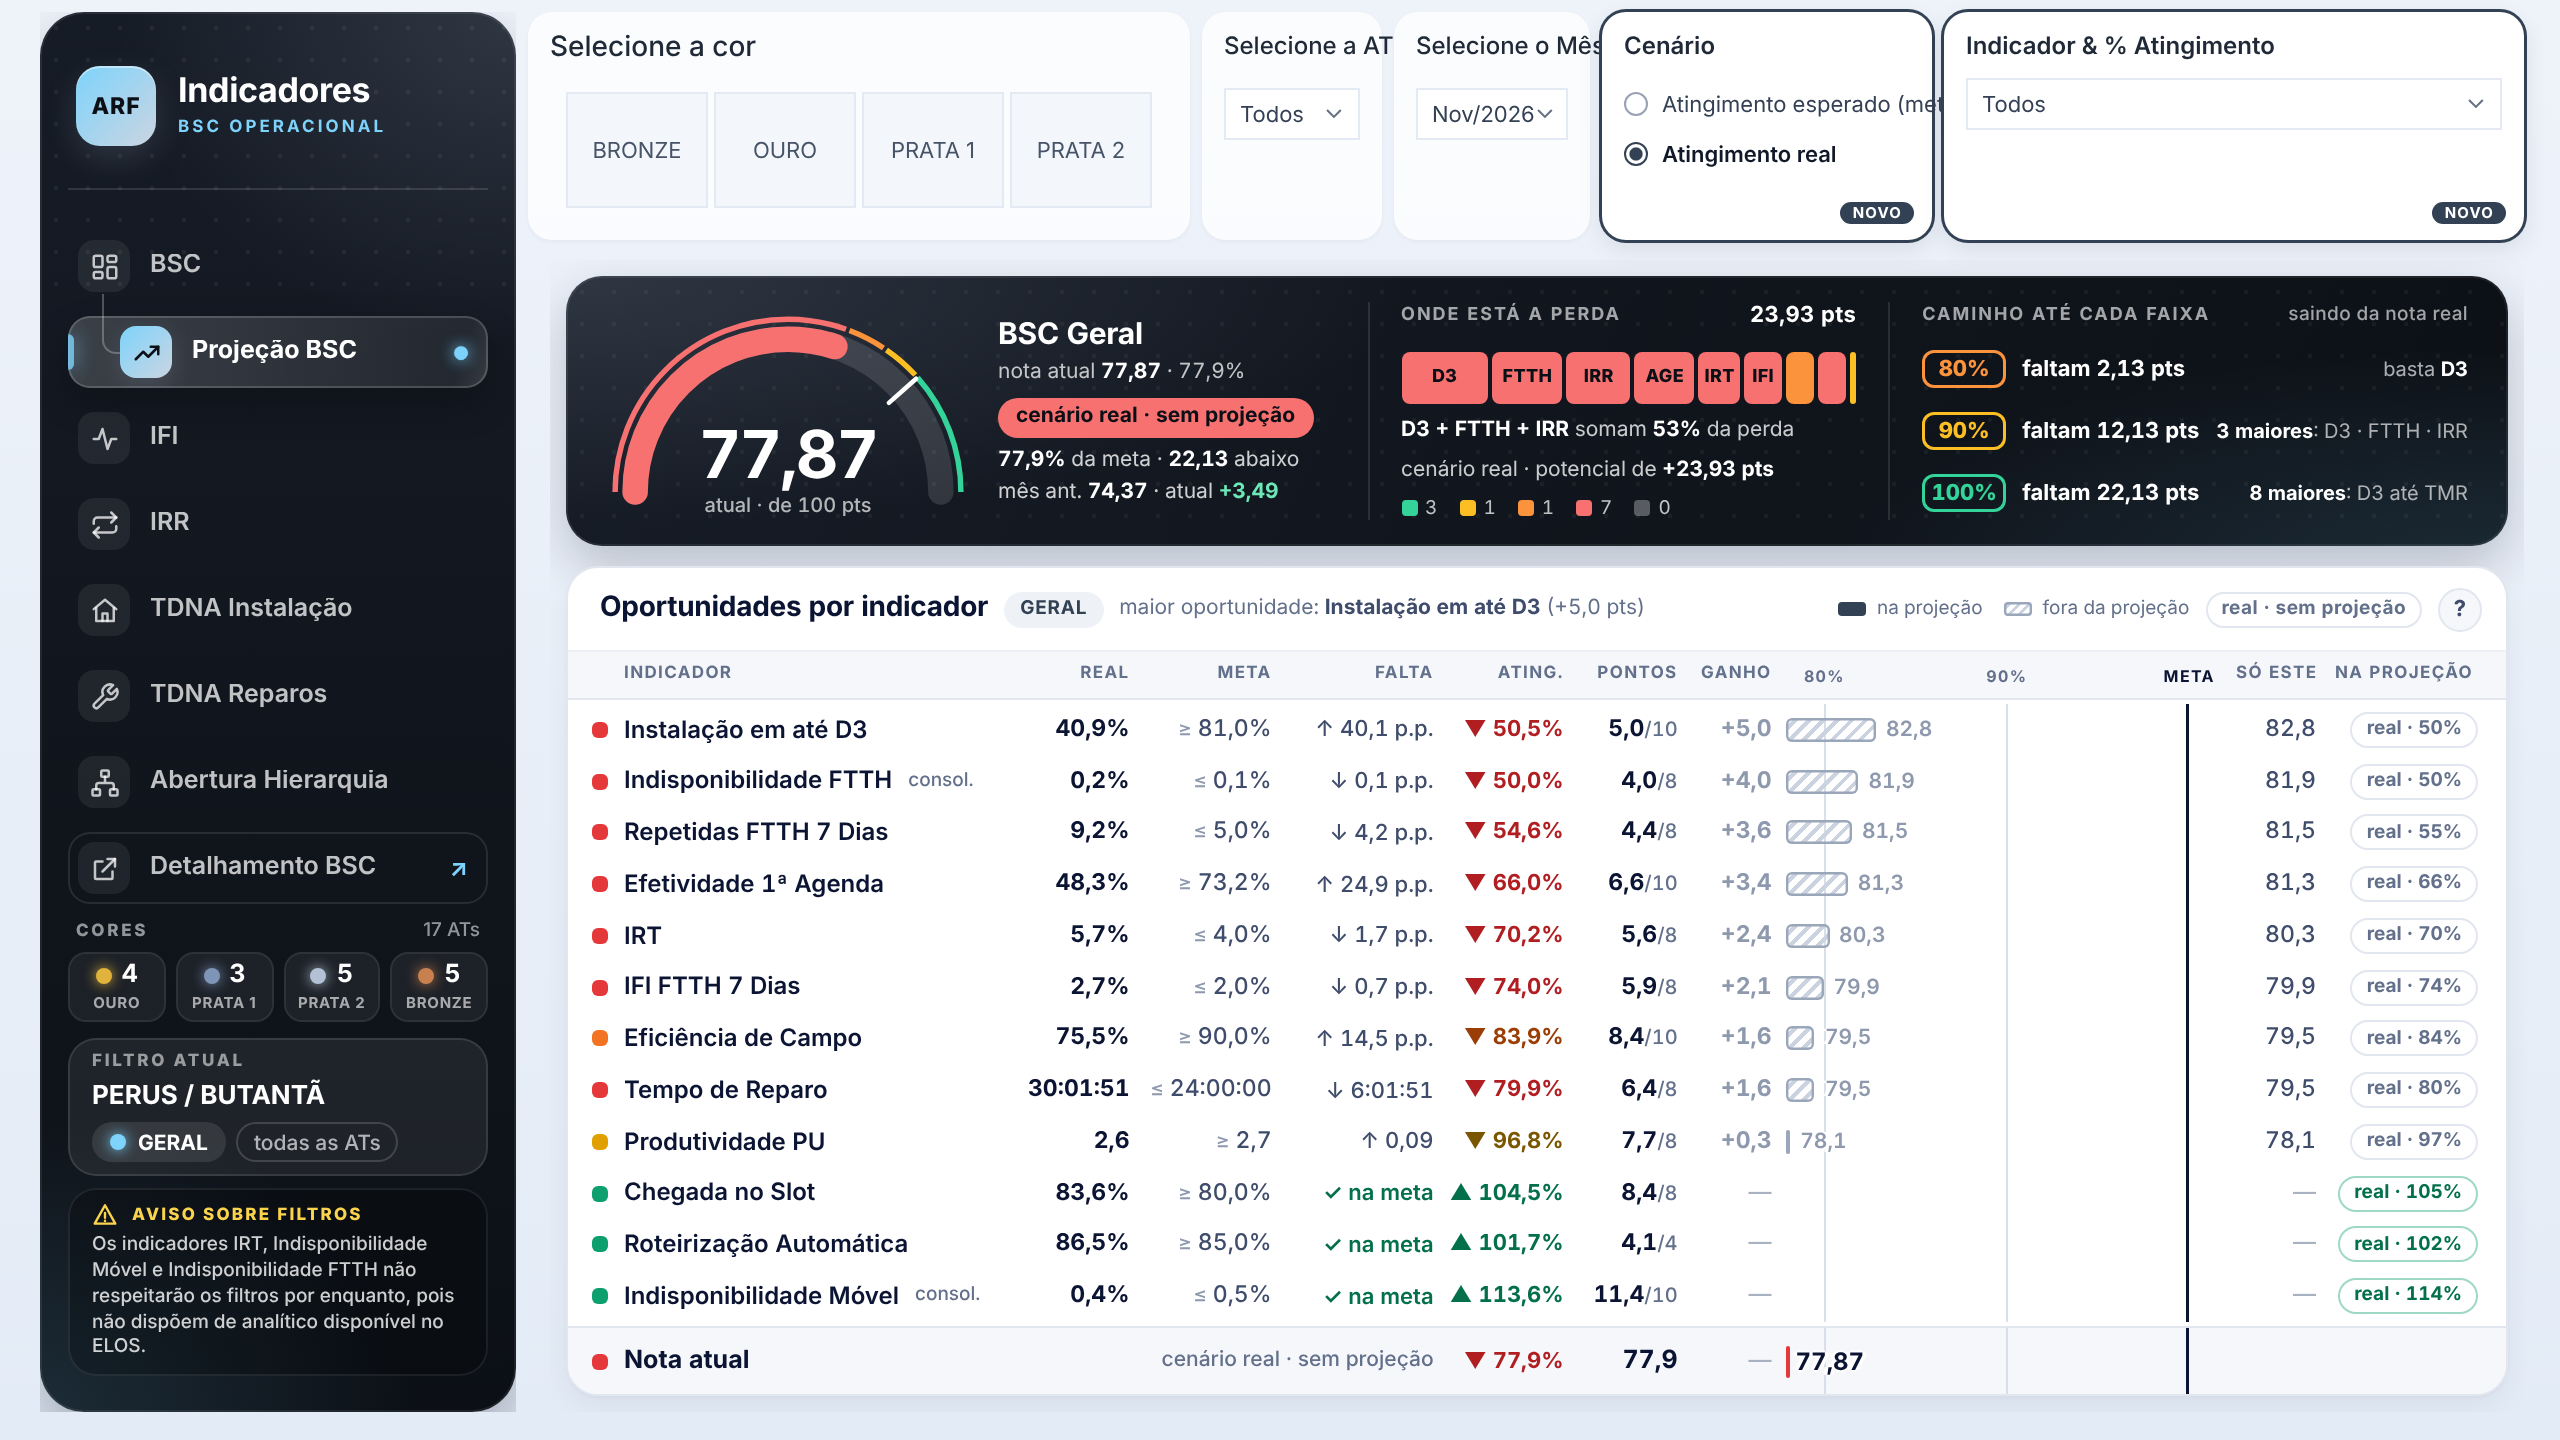 ARF
Indicadores
BSC OPERACIONAL
BSC
Projeção BSC
IFI
IRR
TDNA Instalação
TDNA Reparos
Abertura Hierarquia
Detalhamento BSC
CORES 17 ATs
4 OURO
3 PRATA 1
5 PRATA 2
5 BRONZE
FILTRO ATUAL
PERUS / BUTANTÃ
GERAL todas as ATs
AVISO SOBRE FILTROS
Os indicadores IRT, Indisponibilidade
Móvel e Indisponibilidade FTTH não
respeitarão os filtros por enquanto, pois
não dispõem de analítico disponível no
ELOS.
Selecione a cor
BRONZE OURO PRATA 1 PRATA 2
Selecione a AT
Todos
Selecione o Mês
Nov/2026
Cenário
Atingimento esperado (met
Atingimento real
NOVO
Indicador & % Atingimento
Todos
NOVO
77,87
atual · de 100 pts
BSC Geral
nota atual 77,87 · 77,9%
cenário real · sem projeção
77,9% da meta · 22,13 abaixo
mês ant. 74,37 · atual +3,49
ONDE ESTÁ A PERDA 23,93 pts
D3 FTTH IRR AGE IRT IFI
D3 + FTTH + IRR somam 53% da perda
cenário real · potencial de +23,93 pts
3 1 1 7 0
CAMINHO ATÉ CADA FAIXA saindo da nota real
80% faltam 2,13 pts basta D3
90% faltam 12,13 pts 3 maiores: D3 · FTTH · IRR
100% faltam 22,13 pts 8 maiores: D3 até TMR
Oportunidades por indicador GERAL maior oportunidade: Instalação em até D3 (+5,0 pts) na projeção fora da projeção real · sem projeção ?
INDICADOR REAL META FALTA ATING. PONTOS GANHO 80% 90% META SÓ ESTE NA PROJEÇÃO
Instalação em até D3 40,9% ≥ 81,0% ↑ 40,1 p.p. ▼ 50,5% 5,0/10 +5,0 82,8 82,8 real · 50%
Indisponibilidade FTTH consol. 0,2% ≤ 0,1% ↓ 0,1 p.p. ▼ 50,0% 4,0/8 +4,0 81,9 81,9 real · 50%
Repetidas FTTH 7 Dias 9,2% ≤ 5,0% ↓ 4,2 p.p. ▼ 54,6% 4,4/8 +3,6 81,5 81,5 real · 55%
Efetividade 1ª Agenda 48,3% ≥ 73,2% ↑ 24,9 p.p. ▼ 66,0% 6,6/10 +3,4 81,3 81,3 real · 66%
IRT 5,7% ≤ 4,0% ↓ 1,7 p.p. ▼ 70,2% 5,6/8 +2,4 80,3 80,3 real · 70%
IFI FTTH 7 Dias 2,7% ≤ 2,0% ↓ 0,7 p.p. ▼ 74,0% 5,9/8 +2,1 79,9 79,9 real · 74%
Eficiência de Campo 75,5% ≥ 90,0% ↑ 14,5 p.p. ▼ 83,9% 8,4/10 +1,6 79,5 79,5 real · 84%
Tempo de Reparo 30:01:51 ≤ 24:00:00 ↓ 6:01:51 ▼ 79,9% 6,4/8 +1,6 79,5 79,5 real · 80%
Produtividade PU 2,6 ≥ 2,7 ↑ 0,09 ▼ 96,8% 7,7/8 +0,3 78,1 78,1 real · 97%
Chegada no Slot 83,6% ≥ 80,0% ✓ na meta ▲ 104,5% 8,4/8 — — real · 105%
Roteirização Automática 86,5% ≥ 85,0% ✓ na meta ▲ 101,7% 4,1/4 — — real · 102%
Indisponibilidade Móvel consol. 0,4% ≤ 0,5% ✓ na meta ▲ 113,6% 11,4/10 — — real · 114%
Nota atual cenário real · sem projeção ▼ 77,9% 77,9 — 77,87